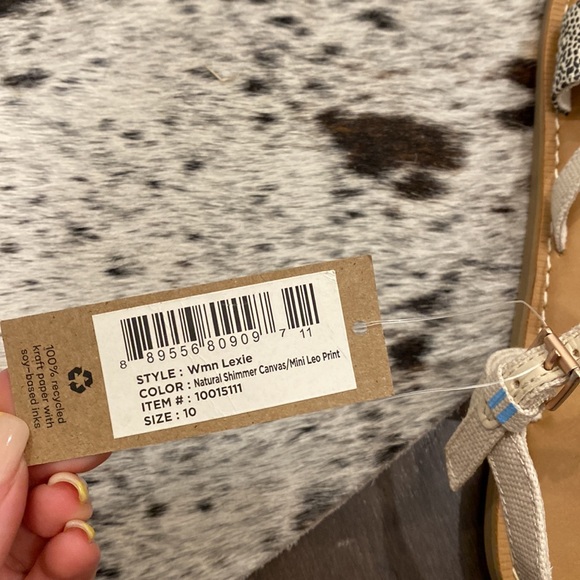 8 89556 80909 7 11
STYLE : Wmn Lexie
COLOR : Natural Shimmer Canvas/Mini Leo Print
ITEM # : 10015111
SIZE : 10
100% recycled
kraft paper with
soy-based inks